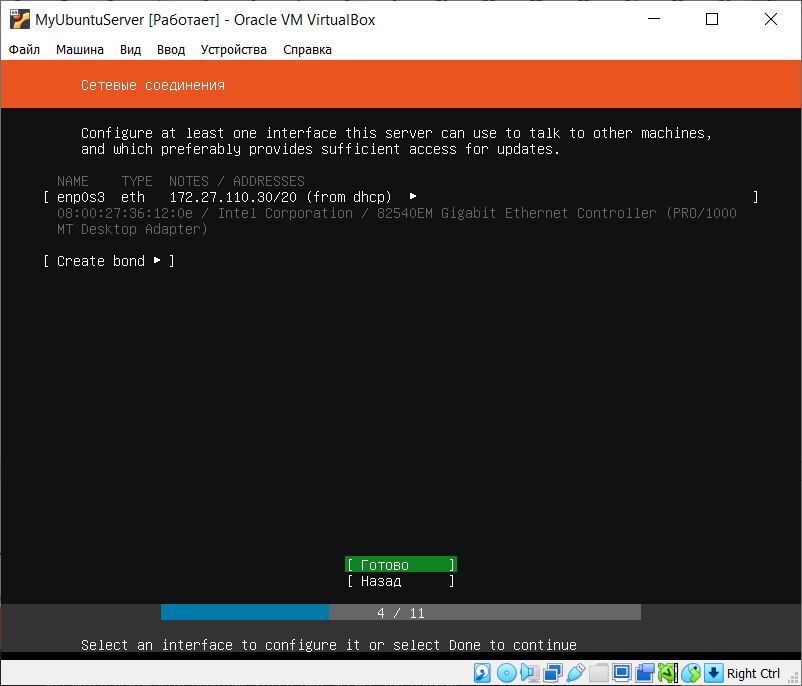 MyUbuntuServer [Работает] - Oracle VM VirtualBox
Файл Машина Вид Ввод Устройства Справка
Сетевые соединения
Configure at least one interface this server can use to talk to other machines,
and which preferably provides sufficient access for updates.
NAME TYPE NOTES / ADDRESSES
[ enp0s3 eth 172.27.110.30/20 (from dhcp) ▸ ]
08:00:27:36:12:0e / Intel Corporation / 82540EM Gigabit Ethernet Controller (PRO/1000
MT Desktop Adapter)
[ Create bond ▸ ]
[ Готово ]
[ Назад ]
4 / 11
Select an interface to configure it or select Done to continue
Right Ctrl